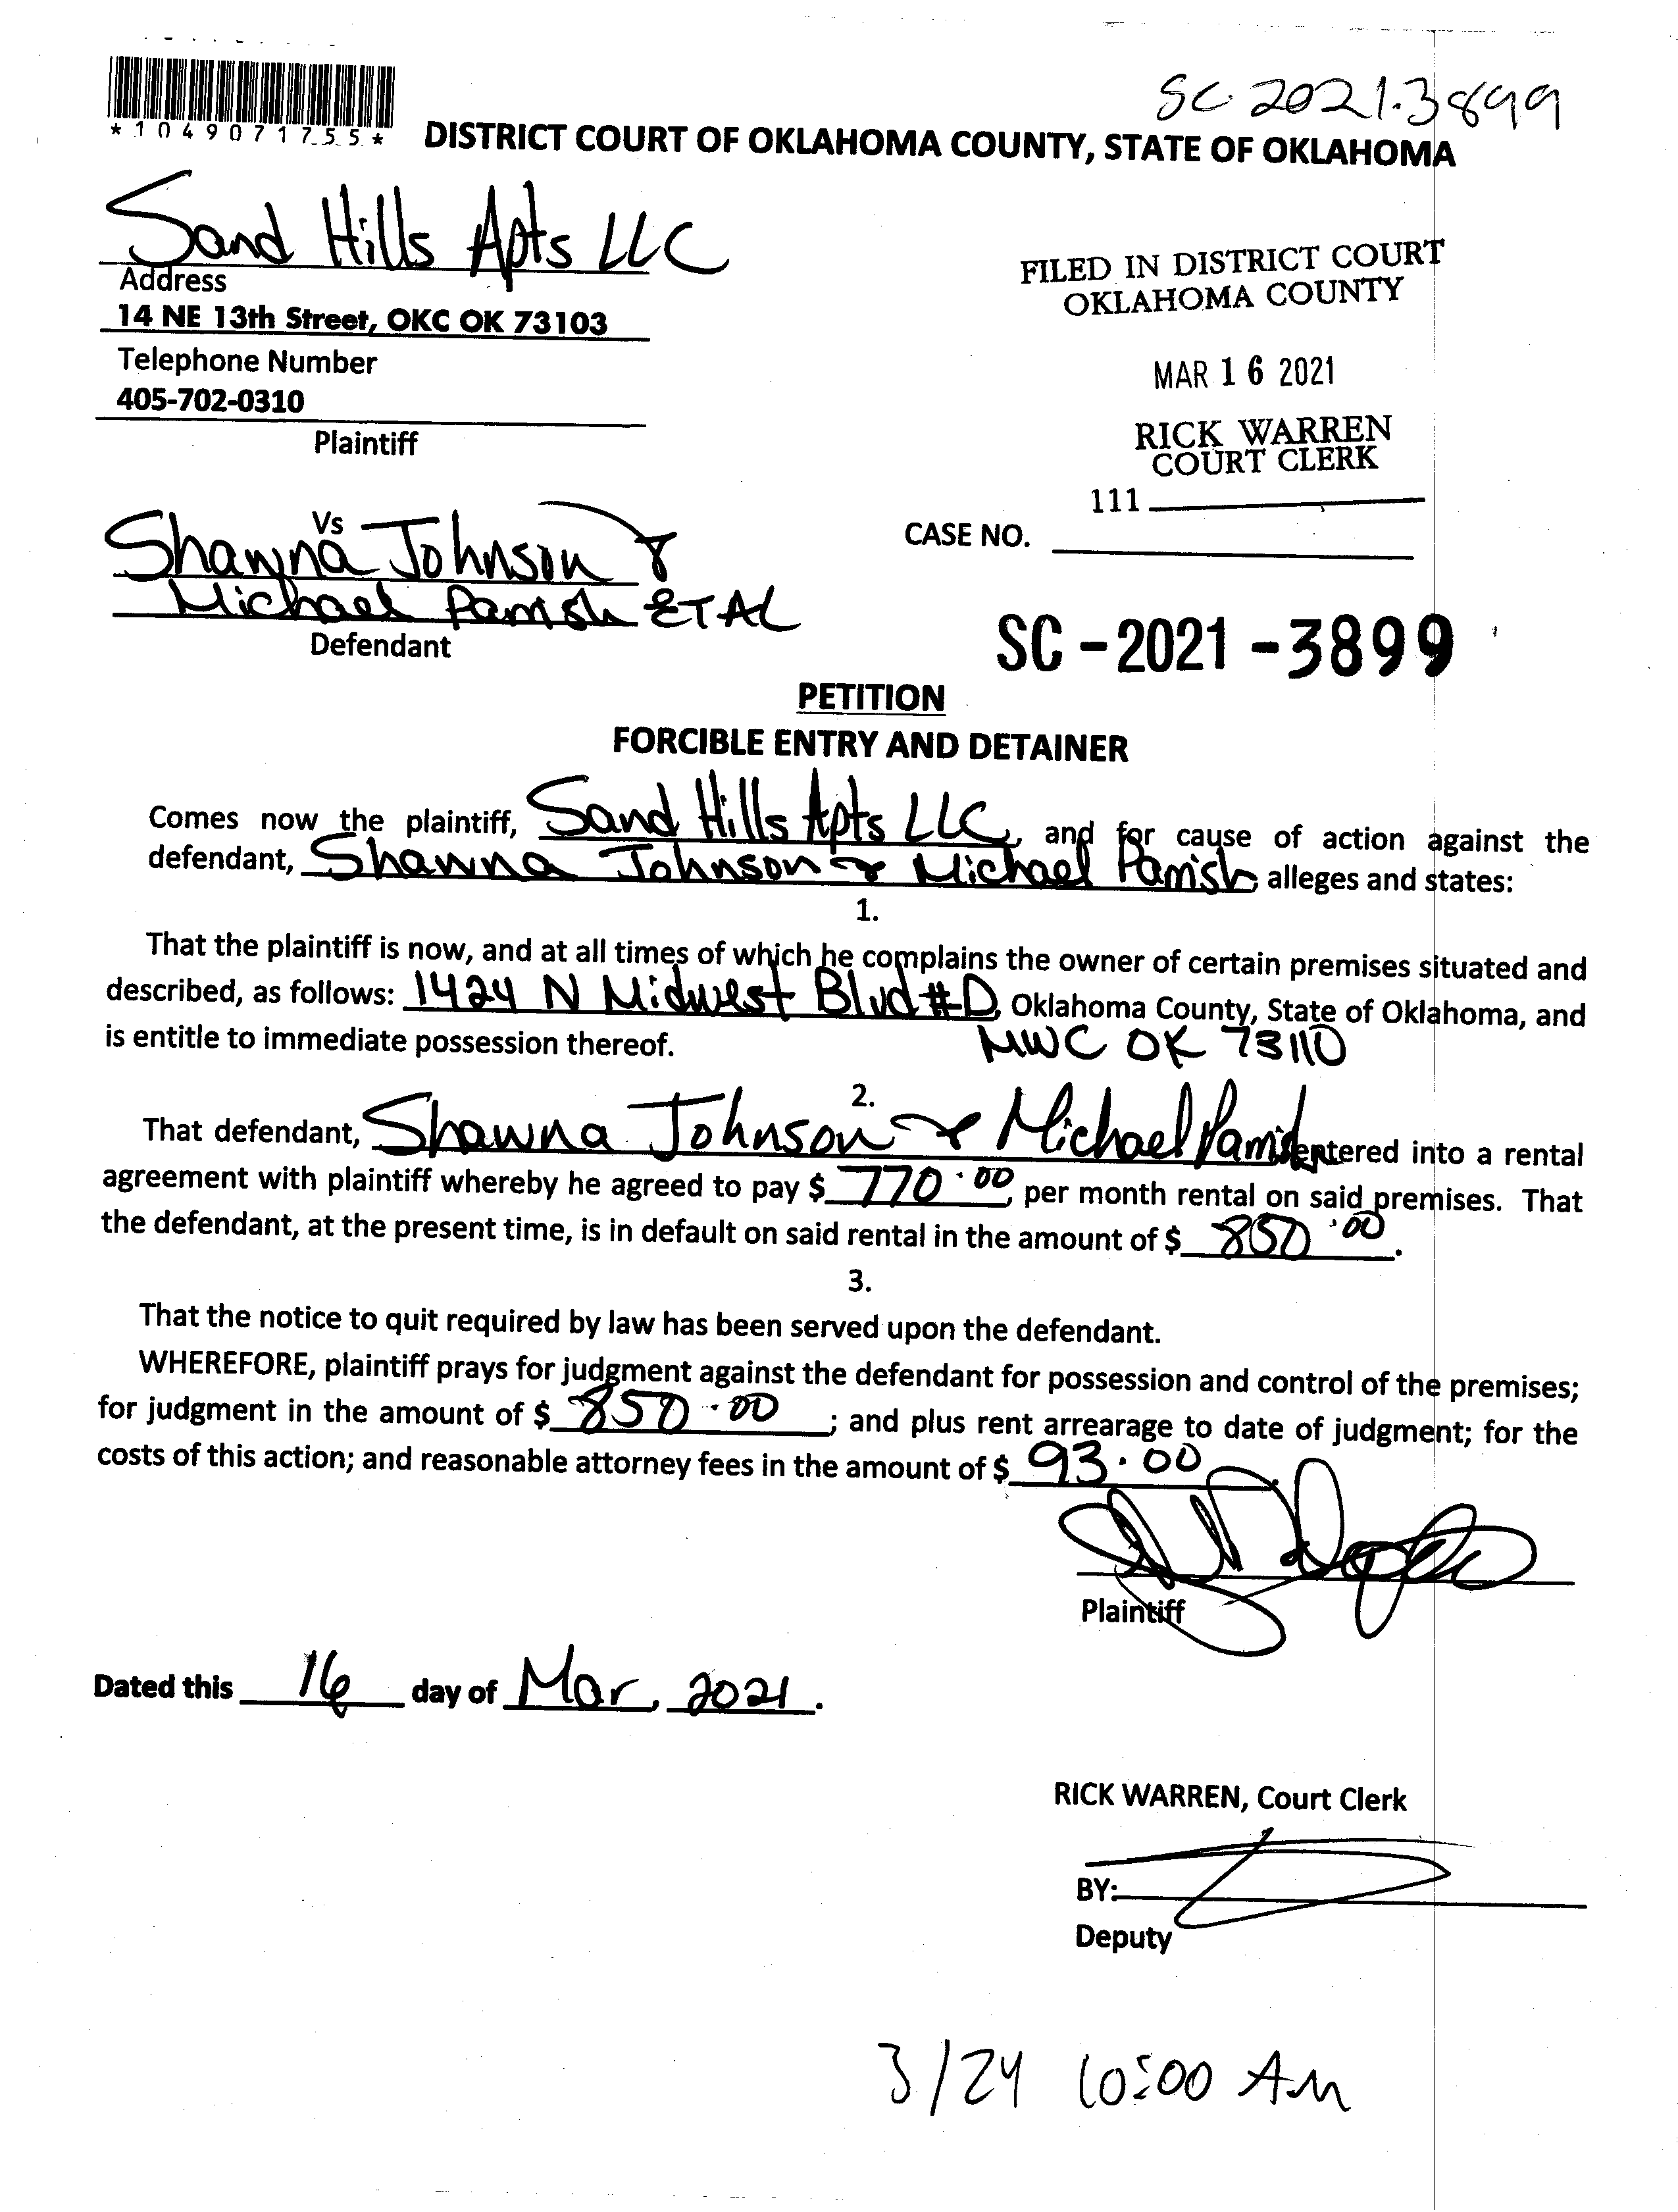 SC-2021-3899
*1049071755*
DISTRICT COURT OF OKLAHOMA COUNTY, STATE OF OKLAHOMA
Sand Hills Apts LLC
Address
14 NE 13th Street, OKC OK 73103
Telephone Number
405-702-0310
Plaintiff
FILED IN DISTRICT COURT
OKLAHOMA COUNTY
MAR 16 2021
RICK WARREN
COURT CLERK
111
CASE NO.
Vs
Shawna Johnson &
Michael Parrish ET AL
Defendant
SC-2021-3899
PETITION
FORCIBLE ENTRY AND DETAINER
Comes now the plaintiff, Sand Hills Apts LLC, and for cause of action against the
defendant, Shawna Johnson & Michael Parrish alleges and states:
1.
That the plaintiff is now, and at all times of which he complains the owner of certain premises situated and
described, as follows: 1424 N Midwest Blvd #D, Oklahoma County, State of Oklahoma, and
is entitle to immediate possession thereof. MWC OK 73110
2.
That defendant, Shawna Johnson & Michael Parrish entered into a rental
agreement with plaintiff whereby he agreed to pay $ 770.00, per month rental on said premises. That
the defendant, at the present time, is in default on said rental in the amount of $ 850.00.
3.
That the notice to quit required by law has been served upon the defendant.
WHEREFORE, plaintiff prays for judgment against the defendant for possession and control of the premises;
for judgment in the amount of $ 850.00; and plus rent arrearage to date of judgment; for the
costs of this action; and reasonable attorney fees in the amount of $ 93.00.
Plaintiff
Dated this 16 day of Mar, 2021.
RICK WARREN, Court Clerk
BY:
Deputy
3/24 10:00 AM